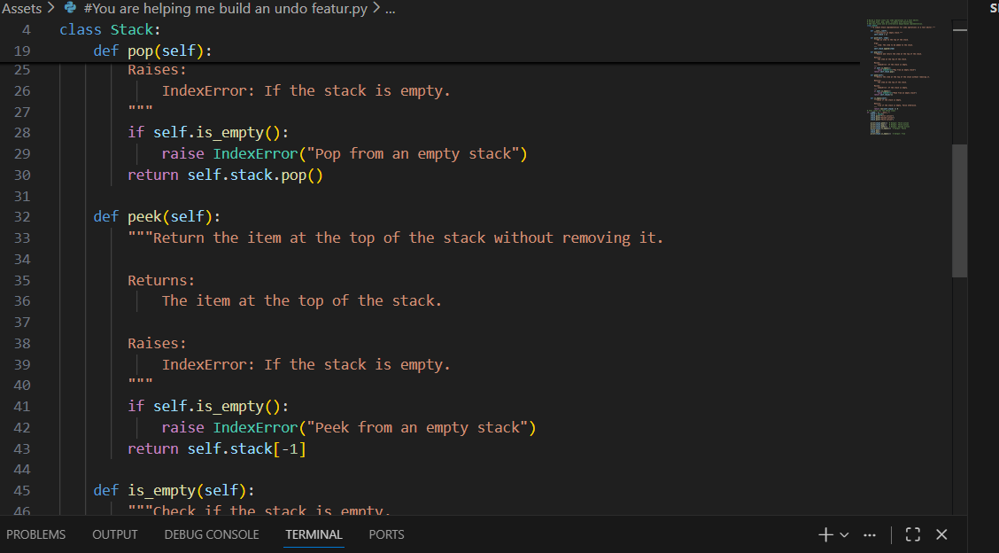 Assets > #You are helping me build an undo featur.py > ...
S
4 class Stack:
19 def pop(self):
25 Raises:
26 IndexError: If the stack is empty.
27 """
28 if self.is_empty():
29 raise IndexError("Pop from an empty stack")
30 return self.stack.pop()
31
32 def peek(self):
33 """Return the item at the top of the stack without removing it.
34
35 Returns:
36 The item at the top of the stack.
37
38 Raises:
39 IndexError: If the stack is empty.
40 """
41 if self.is_empty():
42 raise IndexError("Peek from an empty stack")
43 return self.stack[-1]
44
45 def is_empty(self):
46 """Check if the stack is empty.
PROBLEMS OUTPUT DEBUG CONSOLE TERMINAL PORTS